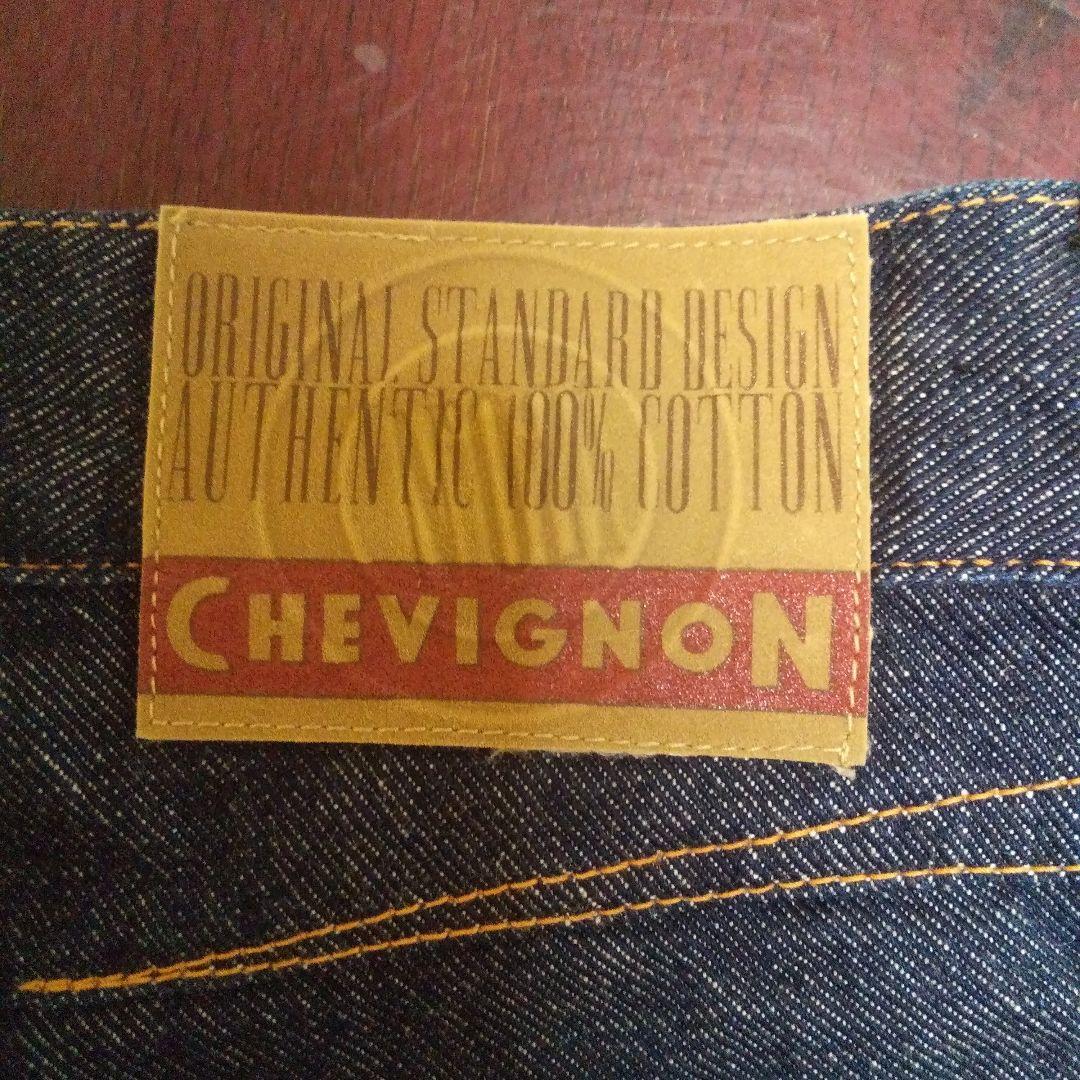 ORIGINAL STANDARD DESIGN
AUTHENTIC 100% COTTON
CHEVIGNON